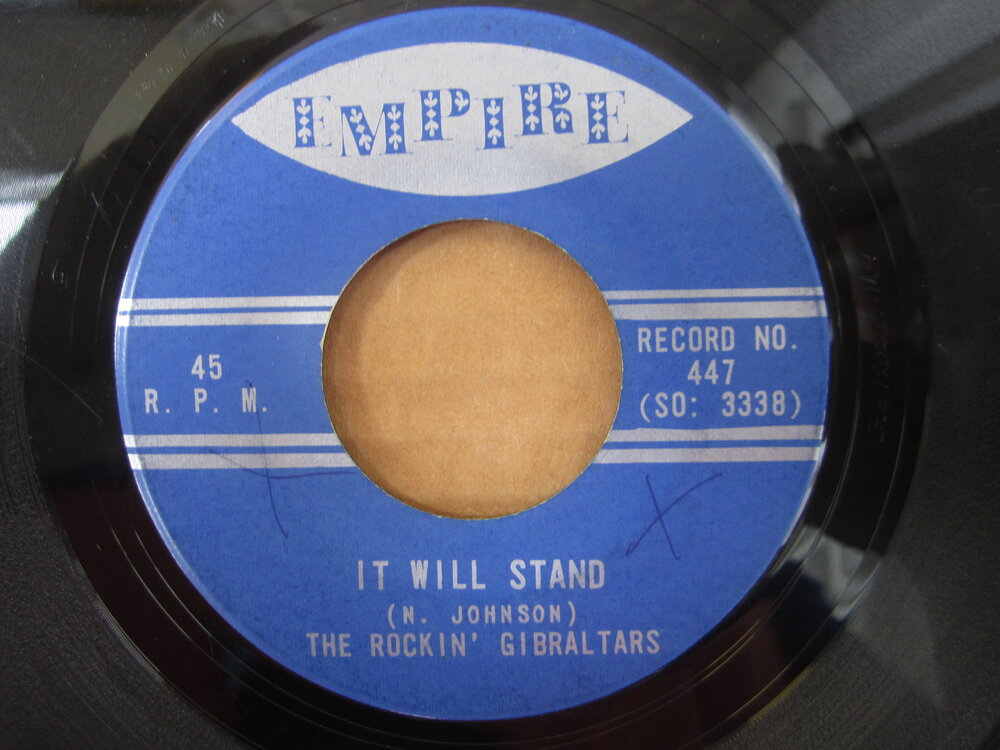 EMPIRE
45
R. P. M.
RECORD NO.
447
(SO: 3338)
IT WILL STAND
(N. JOHNSON)
THE ROCKIN' GIBRALTARS